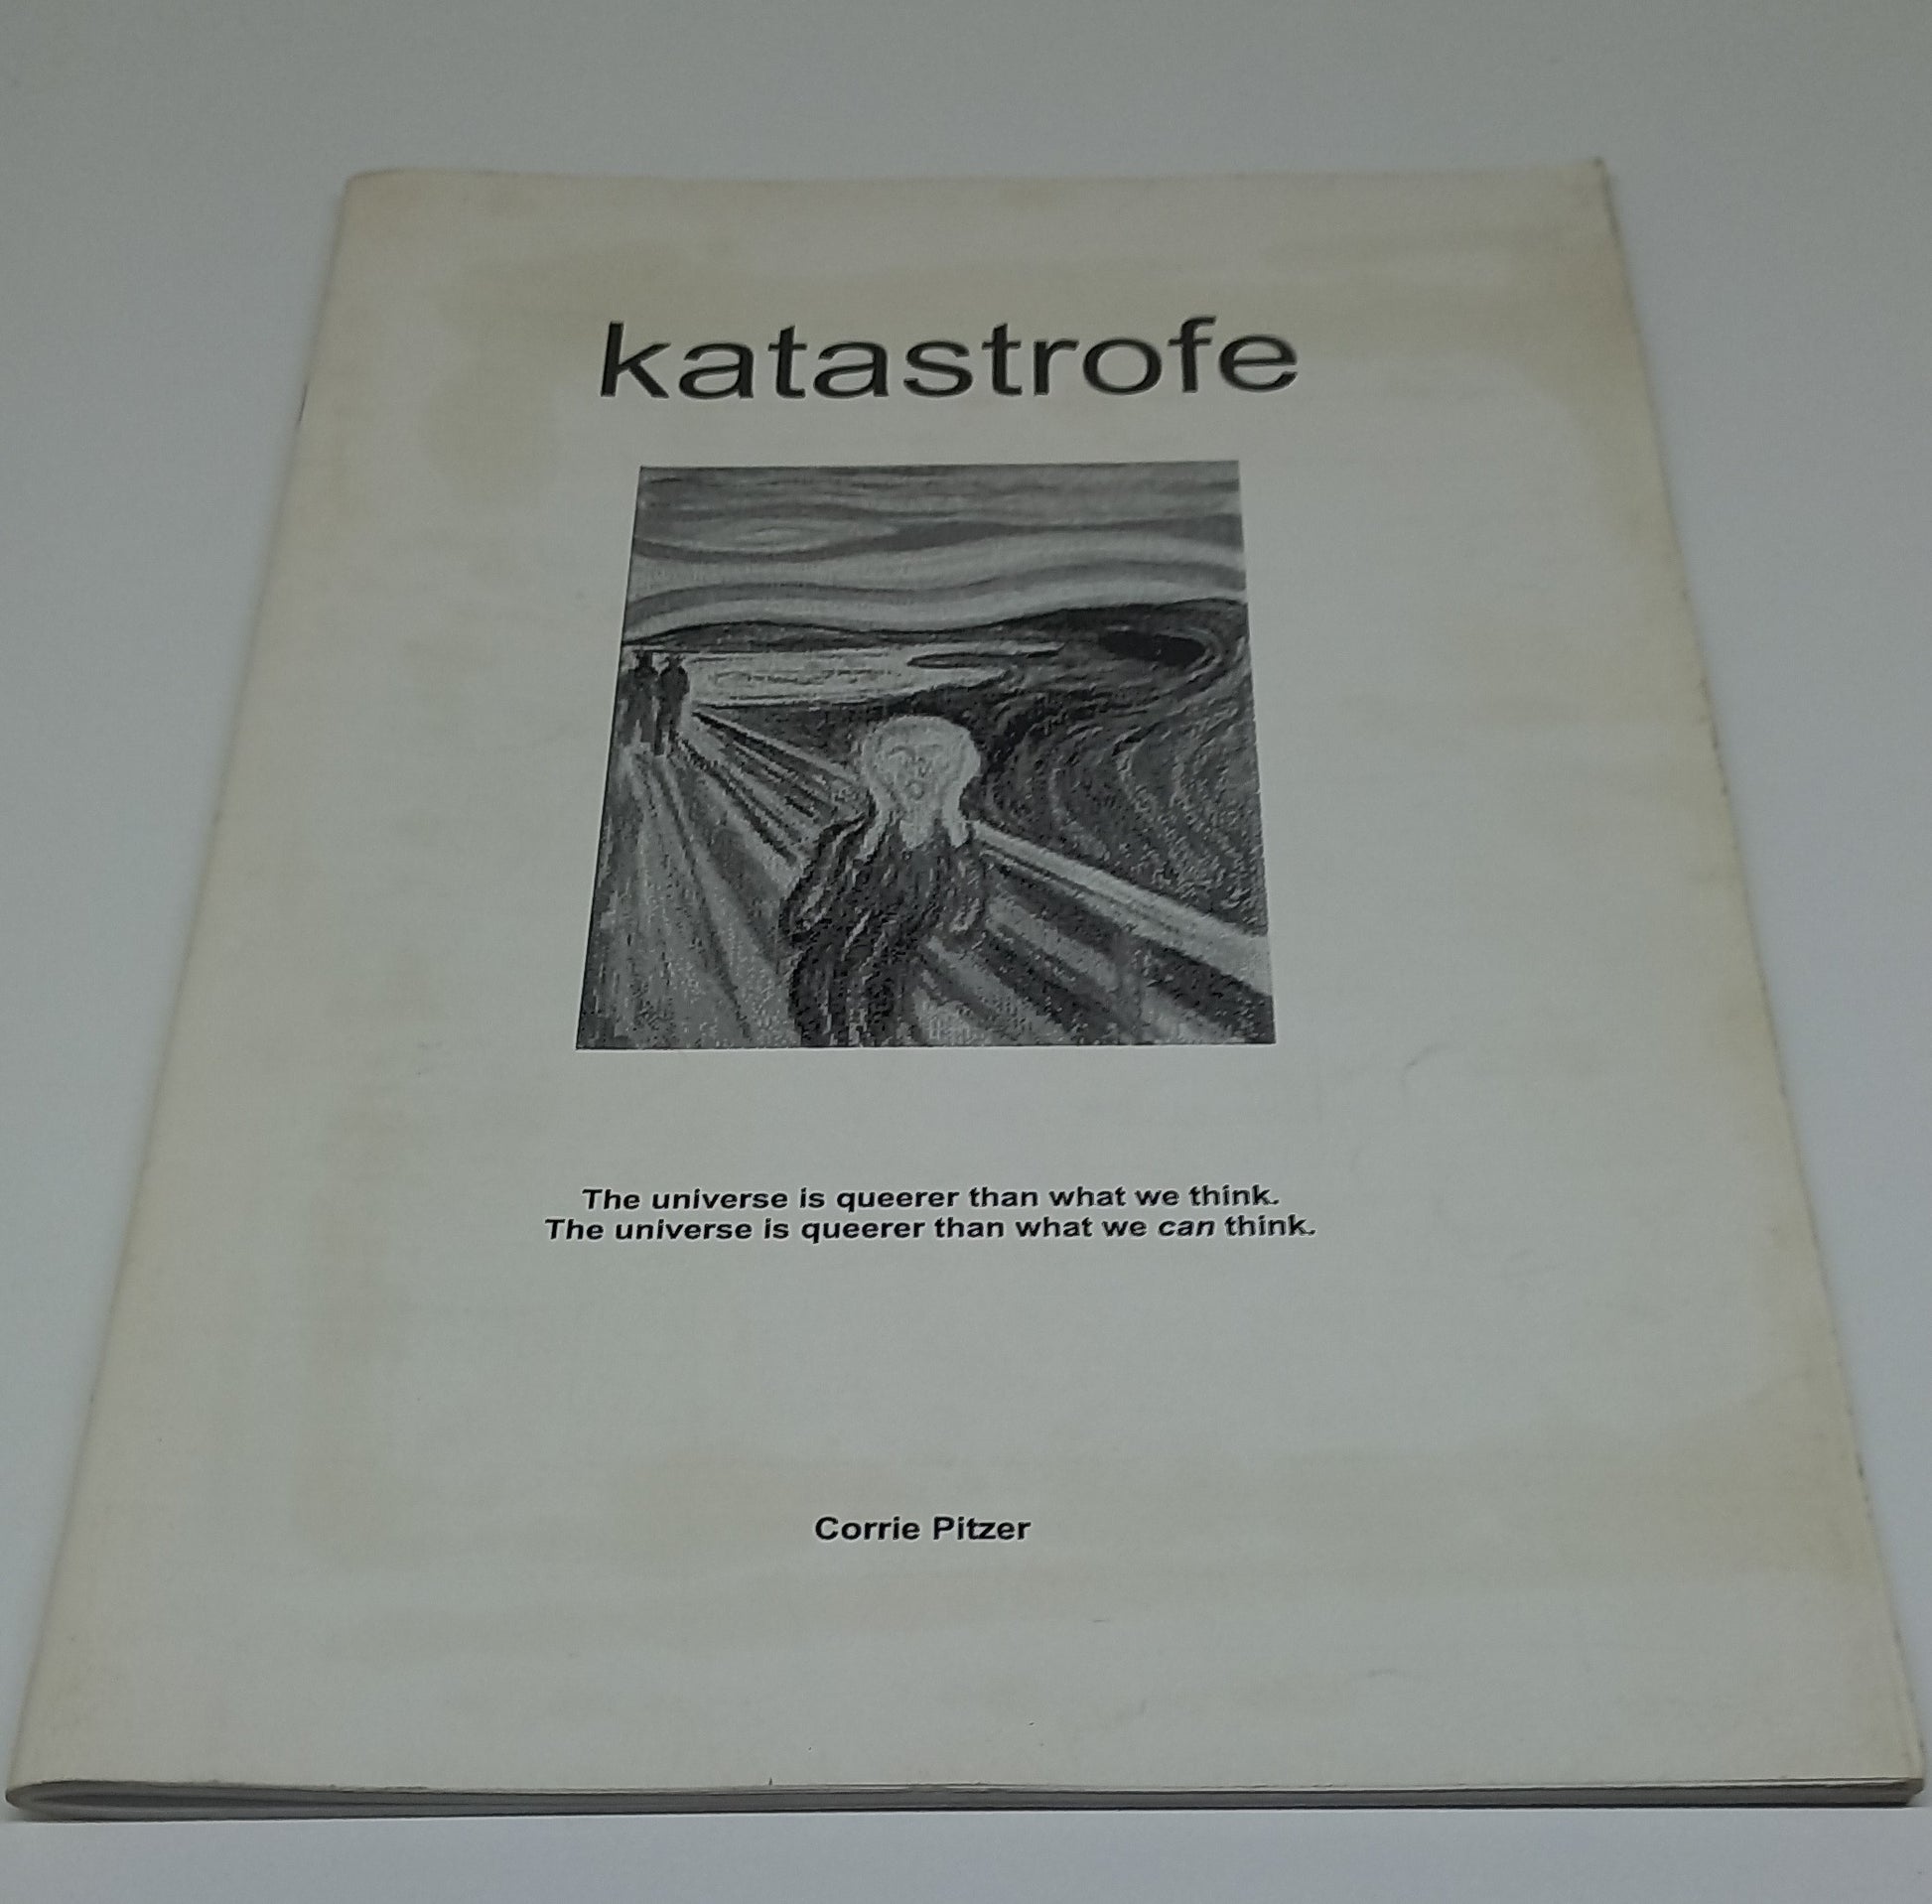 katastrofe
The universe is queerer than what we think.
The universe is queerer than what we can think.
Corrie Pitzer